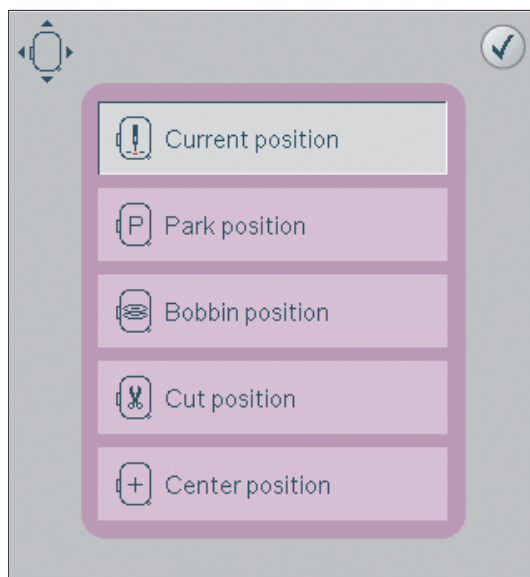 Current position
P Park position
Bobbin position
Cut position
Center position